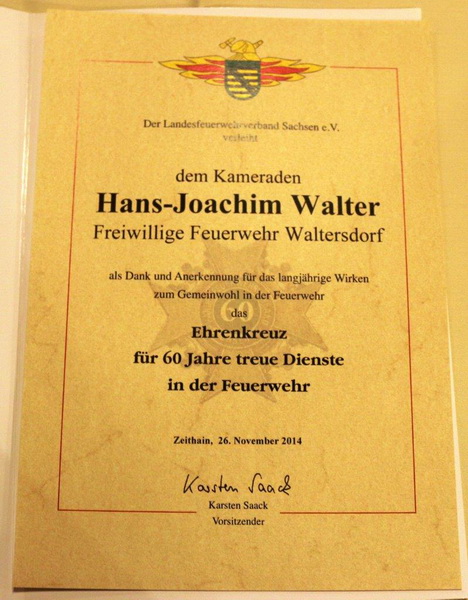 Der Landesfeuerwehrverband Sachsen e.V.
verleiht
dem Kameraden
Hans-Joachim Walter
Freiwillige Feuerwehr Waltersdorf
als Dank und Anerkennung für das langjährige Wirken
zum Gemeinwohl in der Feuerwehr
das
Ehrenkreuz
für 60 Jahre treue Dienste
in der Feuerwehr
Zeithain, 26. November 2014
Karsten Saack
Karsten Saack
Vorsitzender